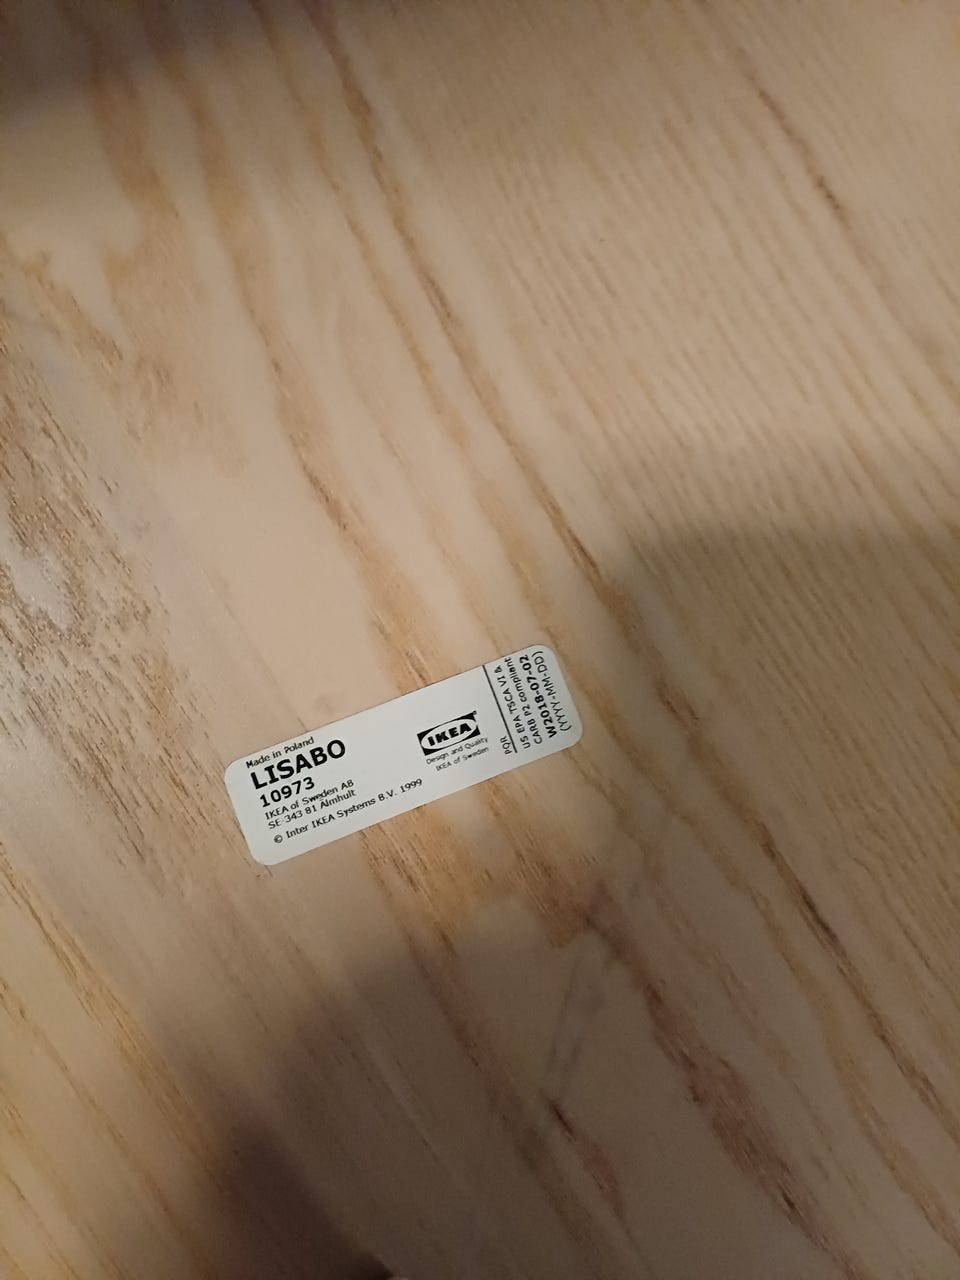 Made in Poland
LISABO
10973
IKEA of Sweden AB
SE-343 81 Älmhult
© Inter IKEA Systems B.V. 1999
IKEA
Design and Quality
IKEA of Sweden
PQR
US EPA TSCA VI &
CARB P2 compliant
W2018-07-02
(YYYY-MM-DD)